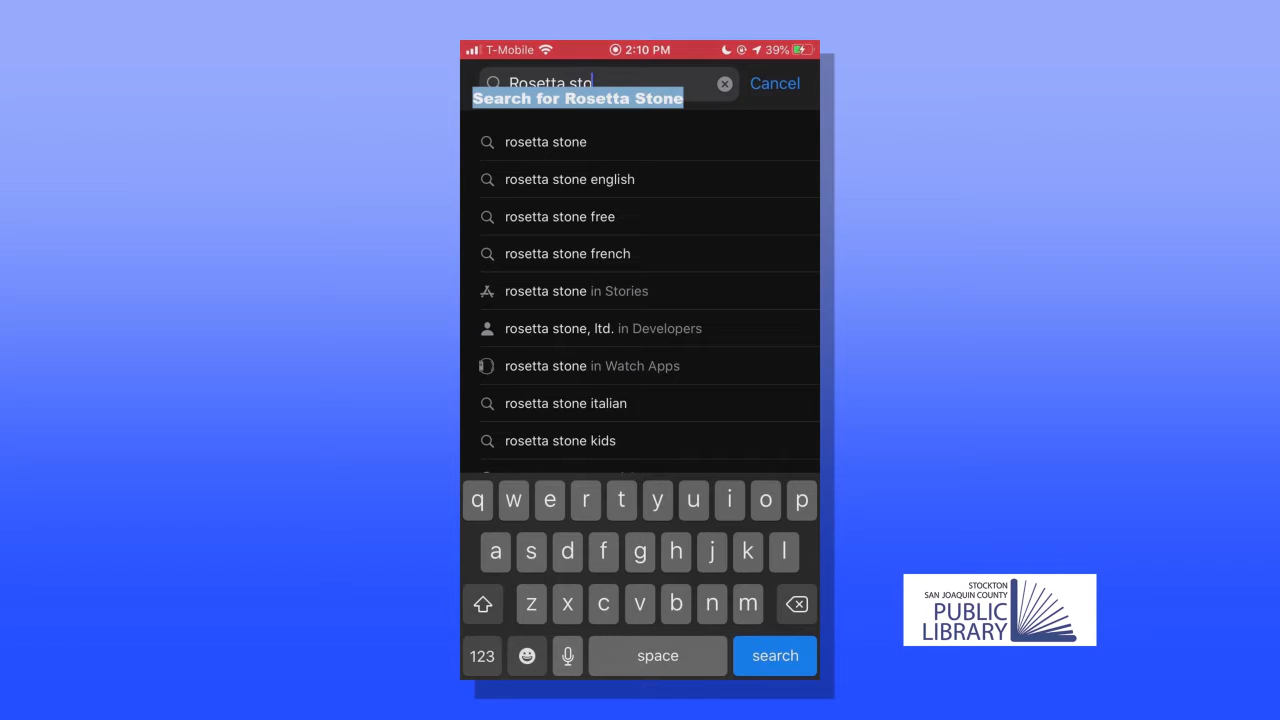 T-Mobile 2:10 PM 39%
Rosetta sto Cancel
Search for Rosetta Stone
rosetta stone
rosetta stone english
rosetta stone free
rosetta stone french
rosetta stone in Stories
rosetta stone, ltd. in Developers
rosetta stone in Watch Apps
rosetta stone italian
rosetta stone kids
q w e r t y u i o p
a s d f g h j k l
z x c v b n m
123 space search
STOCKTON
SAN JOAQUIN COUNTY
PUBLIC
LIBRARY